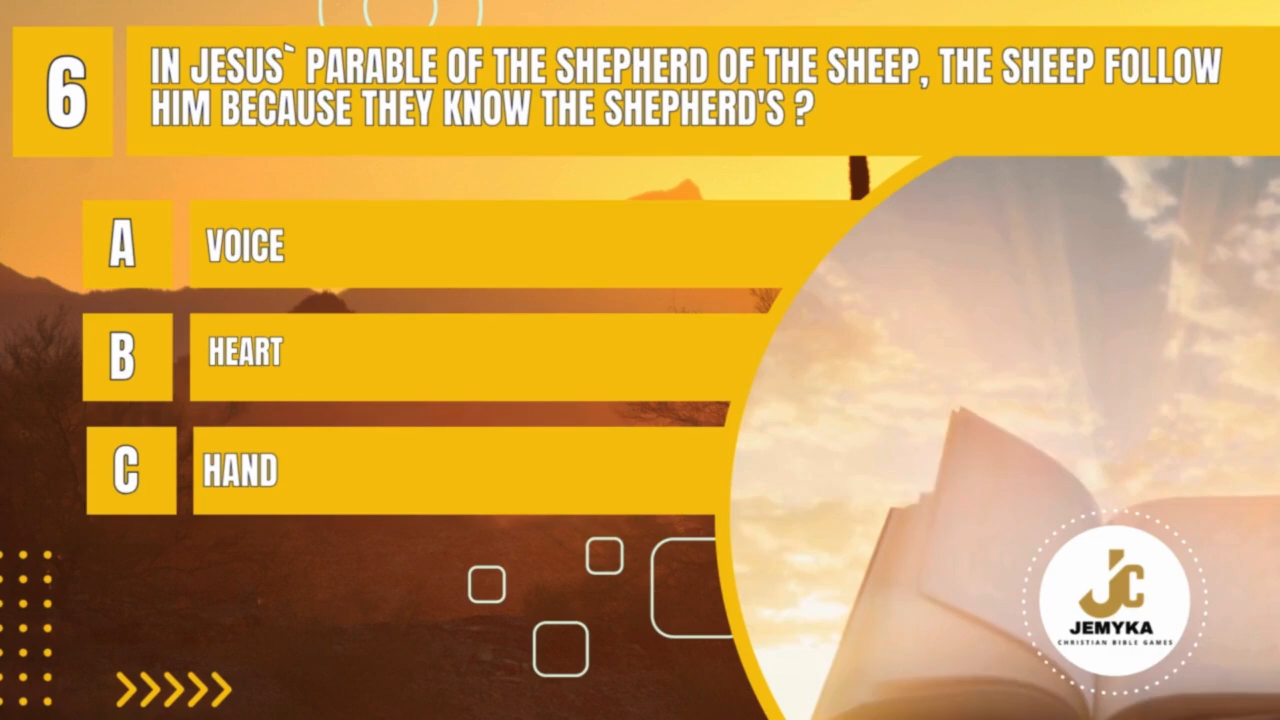 6
IN JESUS` PARABLE OF THE SHEPHERD OF THE SHEEP, THE SHEEP FOLLOW
HIM BECAUSE THEY KNOW THE SHEPHERD'S ?
A
VOICE
B
HEART
C
HAND
JC
JEMYKA
CHRISTIAN BIBLE GAMES